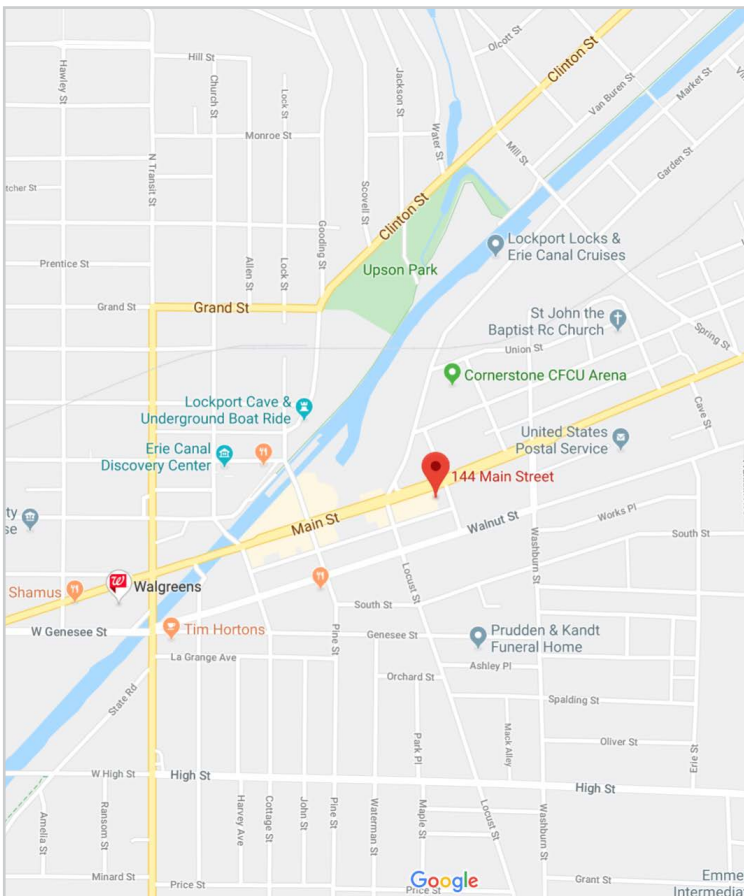 Olcott St
Clinton St
Hill St
Hawley St
Church St
Lock St
Jackson St
Van Buren St
Market St
Monroe St
Water St
Mill St
Garden St
N Transit St
tcher St
Scovell St
Clinton St
Gooding St
Lockport Locks &
Erie Canal Cruises
Prentice St
Allen St
Lock St
Upson Park
Grand St
Grand St
St John the
Baptist Rc Church
Spring St
Union St
Cornerstone CFCU Arena
Lockport Cave &
Underground Boat Ride
Cave St
United States
Postal Service
Erie Canal
Discovery Center
144 Main Street
Main St
Walnut St
Works Pl
ty
se
South St
Washburn St
Walgreens
Shamus
Locust St
South St
W Genesee St
Tim Hortons
Genesee St
Prudden & Kandt
Funeral Home
Pine St
La Grange Ave
Ashley Pl
Orchard St
State Rd
Spalding St
Park Pl
Mack Alley
Oliver St
Erie St
W High St
High St
High St
Amelia St
Ransom St
Harvey Ave
Cottage St
John St
Pine St
Waterman St
Maple St
Locust St
Washburn St
Minard St
Price St
Price St
Google
Grant St
Emme
Intermedia